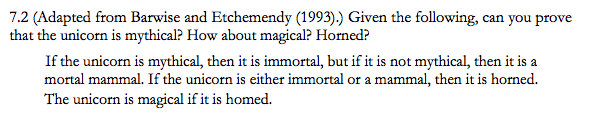 7.2 (Adapted from Barwise and Etchemendy (1993).) Given the following, can you prove
that the unicorn is mythical? How about magical? Horned?
If the unicorn is mythical, then it is immortal, but if it is not mythical, then it is a
mortal mammal. If the unicorn is either immortal or a mammal, then it is horned.
The unicorn is magical if it is homed.